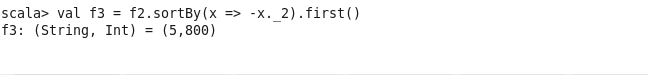 scala> val f3 = f2.sortBy(x => -x._2).first()
f3: (String, Int) = (5,800)